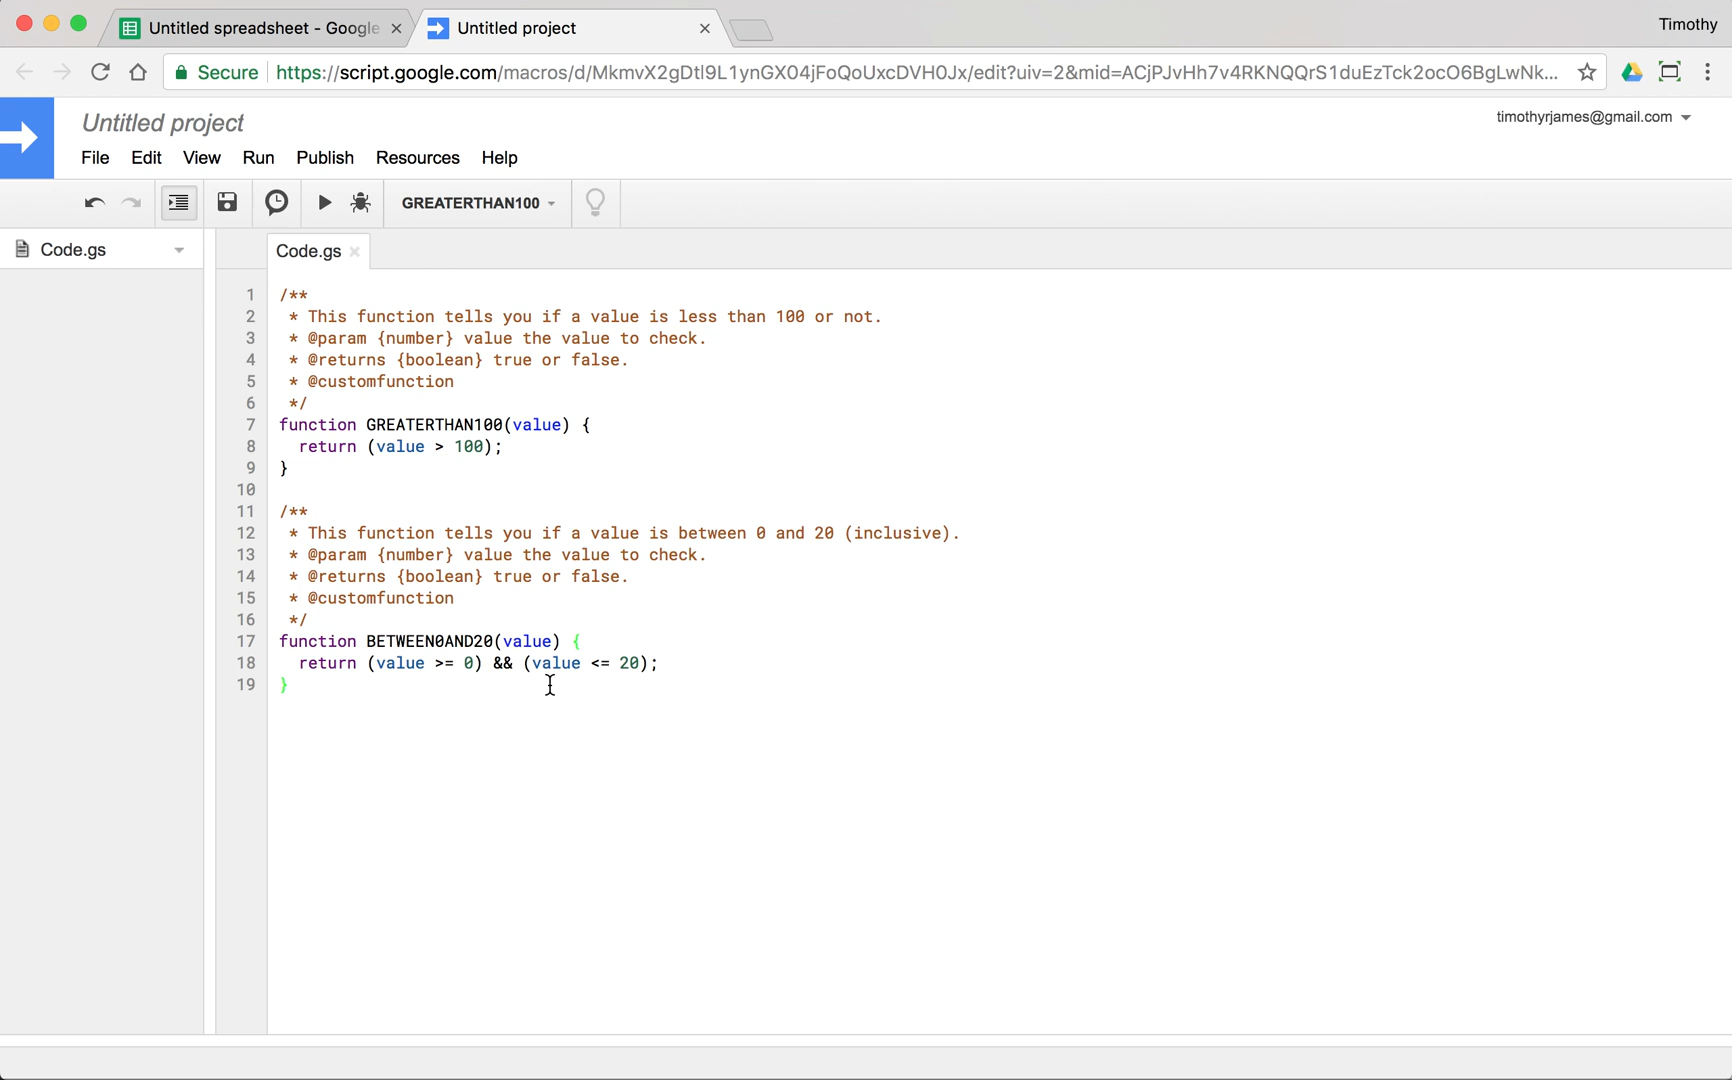 Untitled spreadsheet - Google
Untitled project
Timothy
Secure
https://script.google.com/macros/d/MkmvX2gDtl9L1ynGX04jFoQoUxcDVH0Jx/edit?uiv=2&mid=ACjPJvHh7v4RKNQQrS1duEzTck2ocO6BgLwNk...
Untitled project
timothyrjames@gmail.com
File Edit View Run Publish Resources Help
GREATERTHAN100
Code.gs
Code.gs
1 /**
2 * This function tells you if a value is less than 100 or not.
3 * @param {number} value the value to check.
4 * @returns {boolean} true or false.
5 * @customfunction
6 */
7 function GREATERTHAN100(value) {
8 return (value > 100);
9 }
10
11 /**
12 * This function tells you if a value is between 0 and 20 (inclusive).
13 * @param {number} value the value to check.
14 * @returns {boolean} true or false.
15 * @customfunction
16 */
17 function BETWEEN0AND20(value) {
18 return (value >= 0) && (value <= 20);
19 }